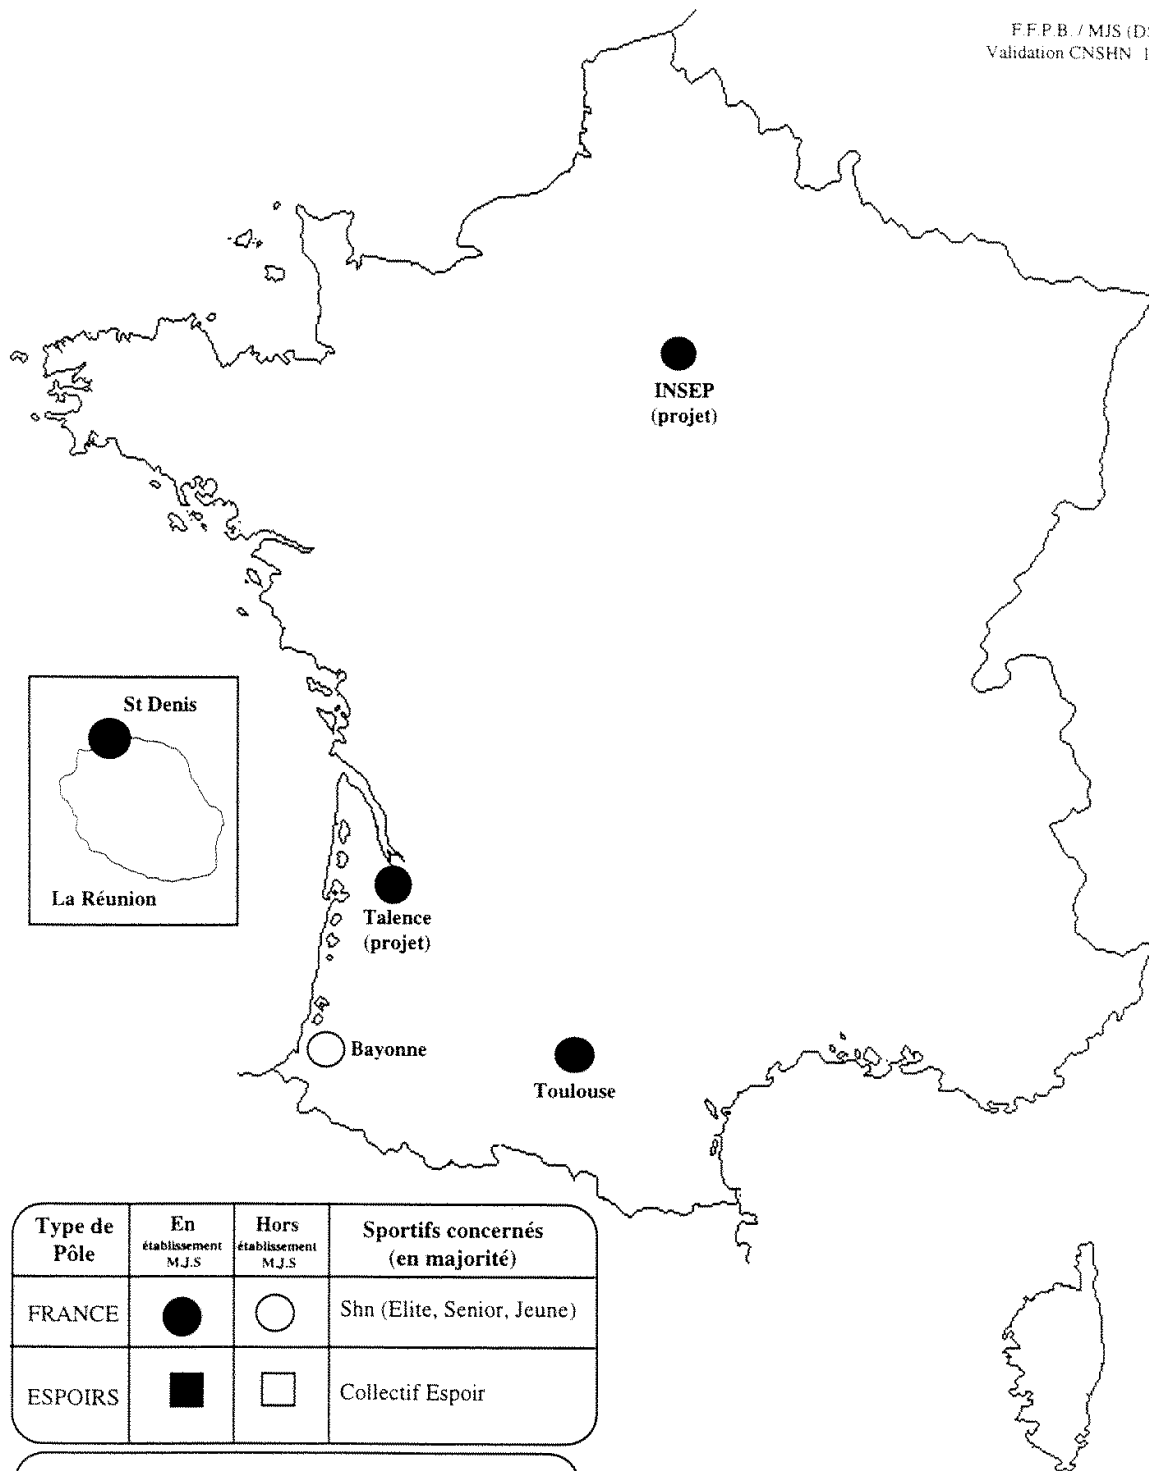 F.F.P.B. / MJS
Validation CNSHN
INSEP
(projet)
St Denis
La Réunion
Talence
(projet)
Bayonne
Toulouse
Type de
Pôle
En
établissement
M.J.S
Hors
établissement
M.J.S
Sportifs concernés
(en majorité)
FRANCE
Shn (Elite, Senior, Jeune)
ESPOIRS
Collectif Espoir